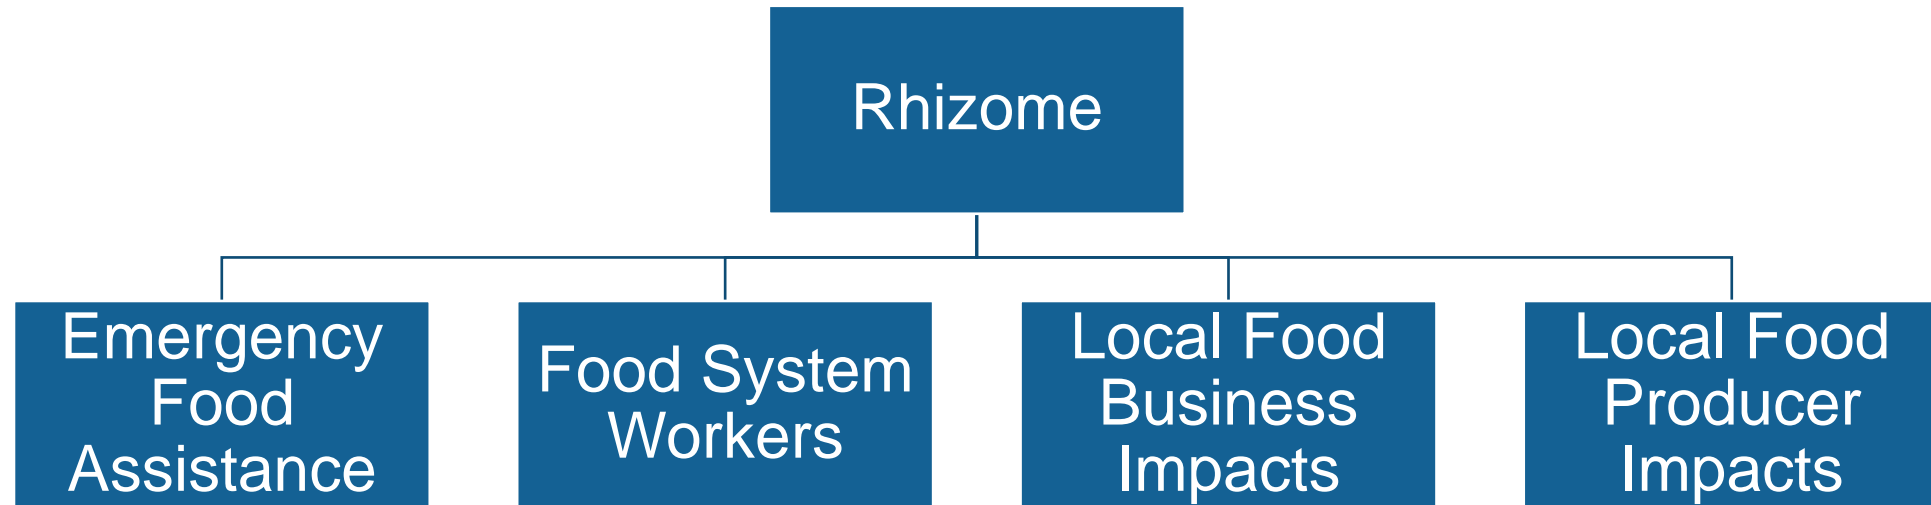 Rhizome
Emergency
Food
Assistance
Food System
Workers
Local Food
Business
Impacts
Local Food
Producer
Impacts